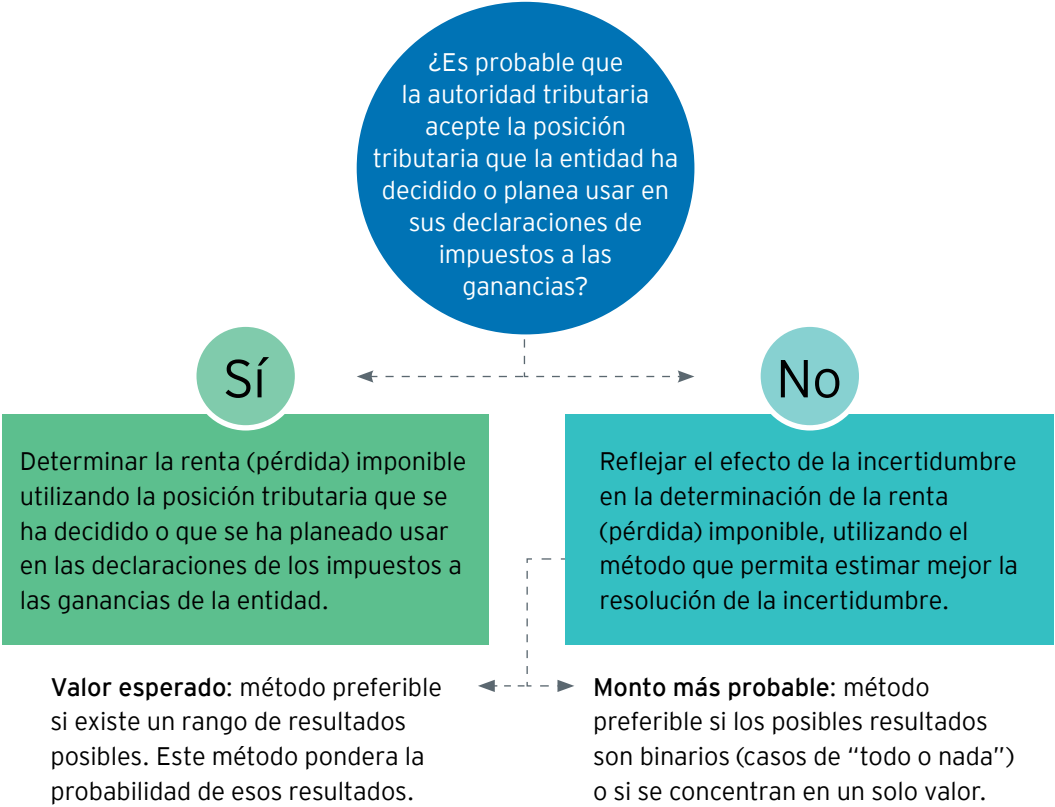 ¿Es probable que
la autoridad tributaria
acepte la posición
tributaria que la entidad ha
decidido o planea usar en
sus declaraciones de
impuestos a las
ganancias?
Sí
Determinar la renta (pérdida) imponible
utilizando la posición tributaria que se
ha decidido o que se ha planeado usar
en las declaraciones de los impuestos a
las ganancias de la entidad.
No
Reflejar el efecto de la incertidumbre
en la determinación de la renta
(pérdida) imponible, utilizando el
método que permita estimar mejor la
resolución de la incertidumbre.
Valor esperado: método preferible
si existe un rango de resultados
posibles. Este método pondera la
probabilidad de esos resultados.
Monto más probable: método
preferible si los posibles resultados
son binarios (casos de “todo o nada”)
o si se concentran en un solo valor.